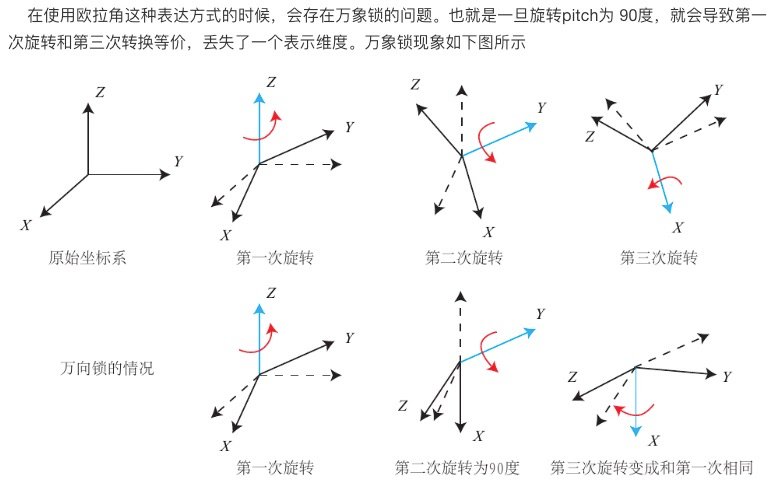 在使用欧拉角这种表达方式的时候，会存在万象锁的问题。也就是一旦旋转pitch为 90度，就会导致第一
次旋转和第三次转换等价，丢失了一个表示维度。万象锁现象如下图所示
Z Y X
Z Y X
Z Y X
Y Z X
原始坐标系 第一次旋转 第二次旋转 第三次旋转
Z Y X
Y Z X
Z Y X
万向锁的情况
第一次旋转 第二次旋转为90度 第三次旋转变成和第一次相同